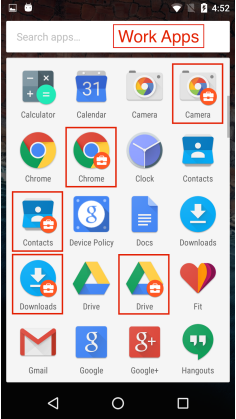 4:52
Search apps...
Work Apps
31
Calculator Calendar Camera Camera
Chrome Chrome Clock Contacts
Contacts Device Policy Docs Downloads
Downloads Drive Drive Fit
Gmail Google Google+ Hangouts